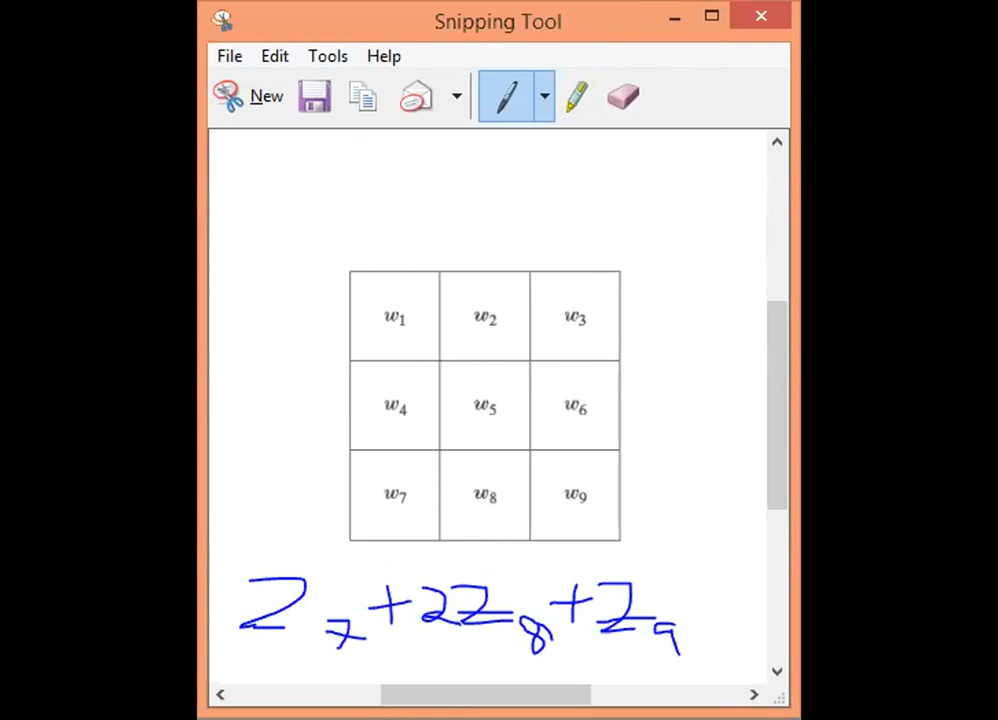 Snipping Tool
File Edit Tools Help
New
w₁ w₂ w₃
w₄ w₅ w₆
w₇ w₈ w₉
Z₇+2Z₈+Z₉